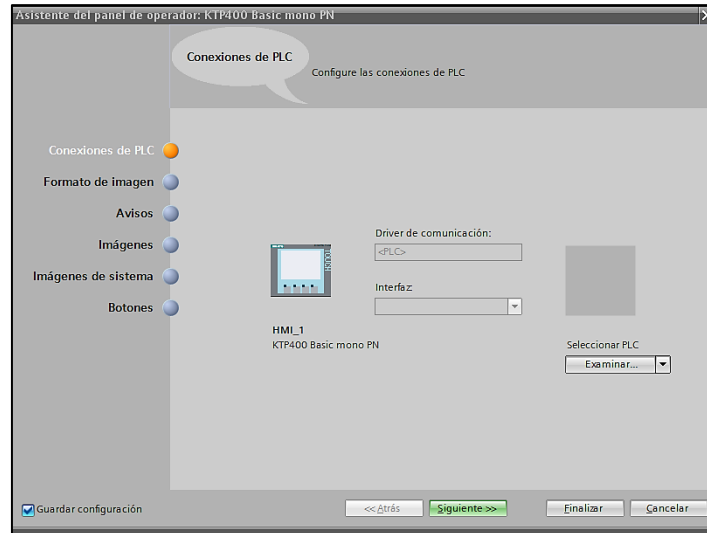 Asistente del panel de operador: KTP400 Basic mono PN
Conexiones de PLC
Configure las conexiones de PLC
Conexiones de PLC
Formato de imagen
Avisos
Imágenes
Imágenes de sistema
Botones
Driver de comunicación:
<PLC>
Interfaz:
TOUCH
HMI_1
KTP400 Basic mono PN
Seleccionar PLC
Examinar...
Guardar configuración
<< Atrás
Siguiente >>
Finalizar
Cancelar